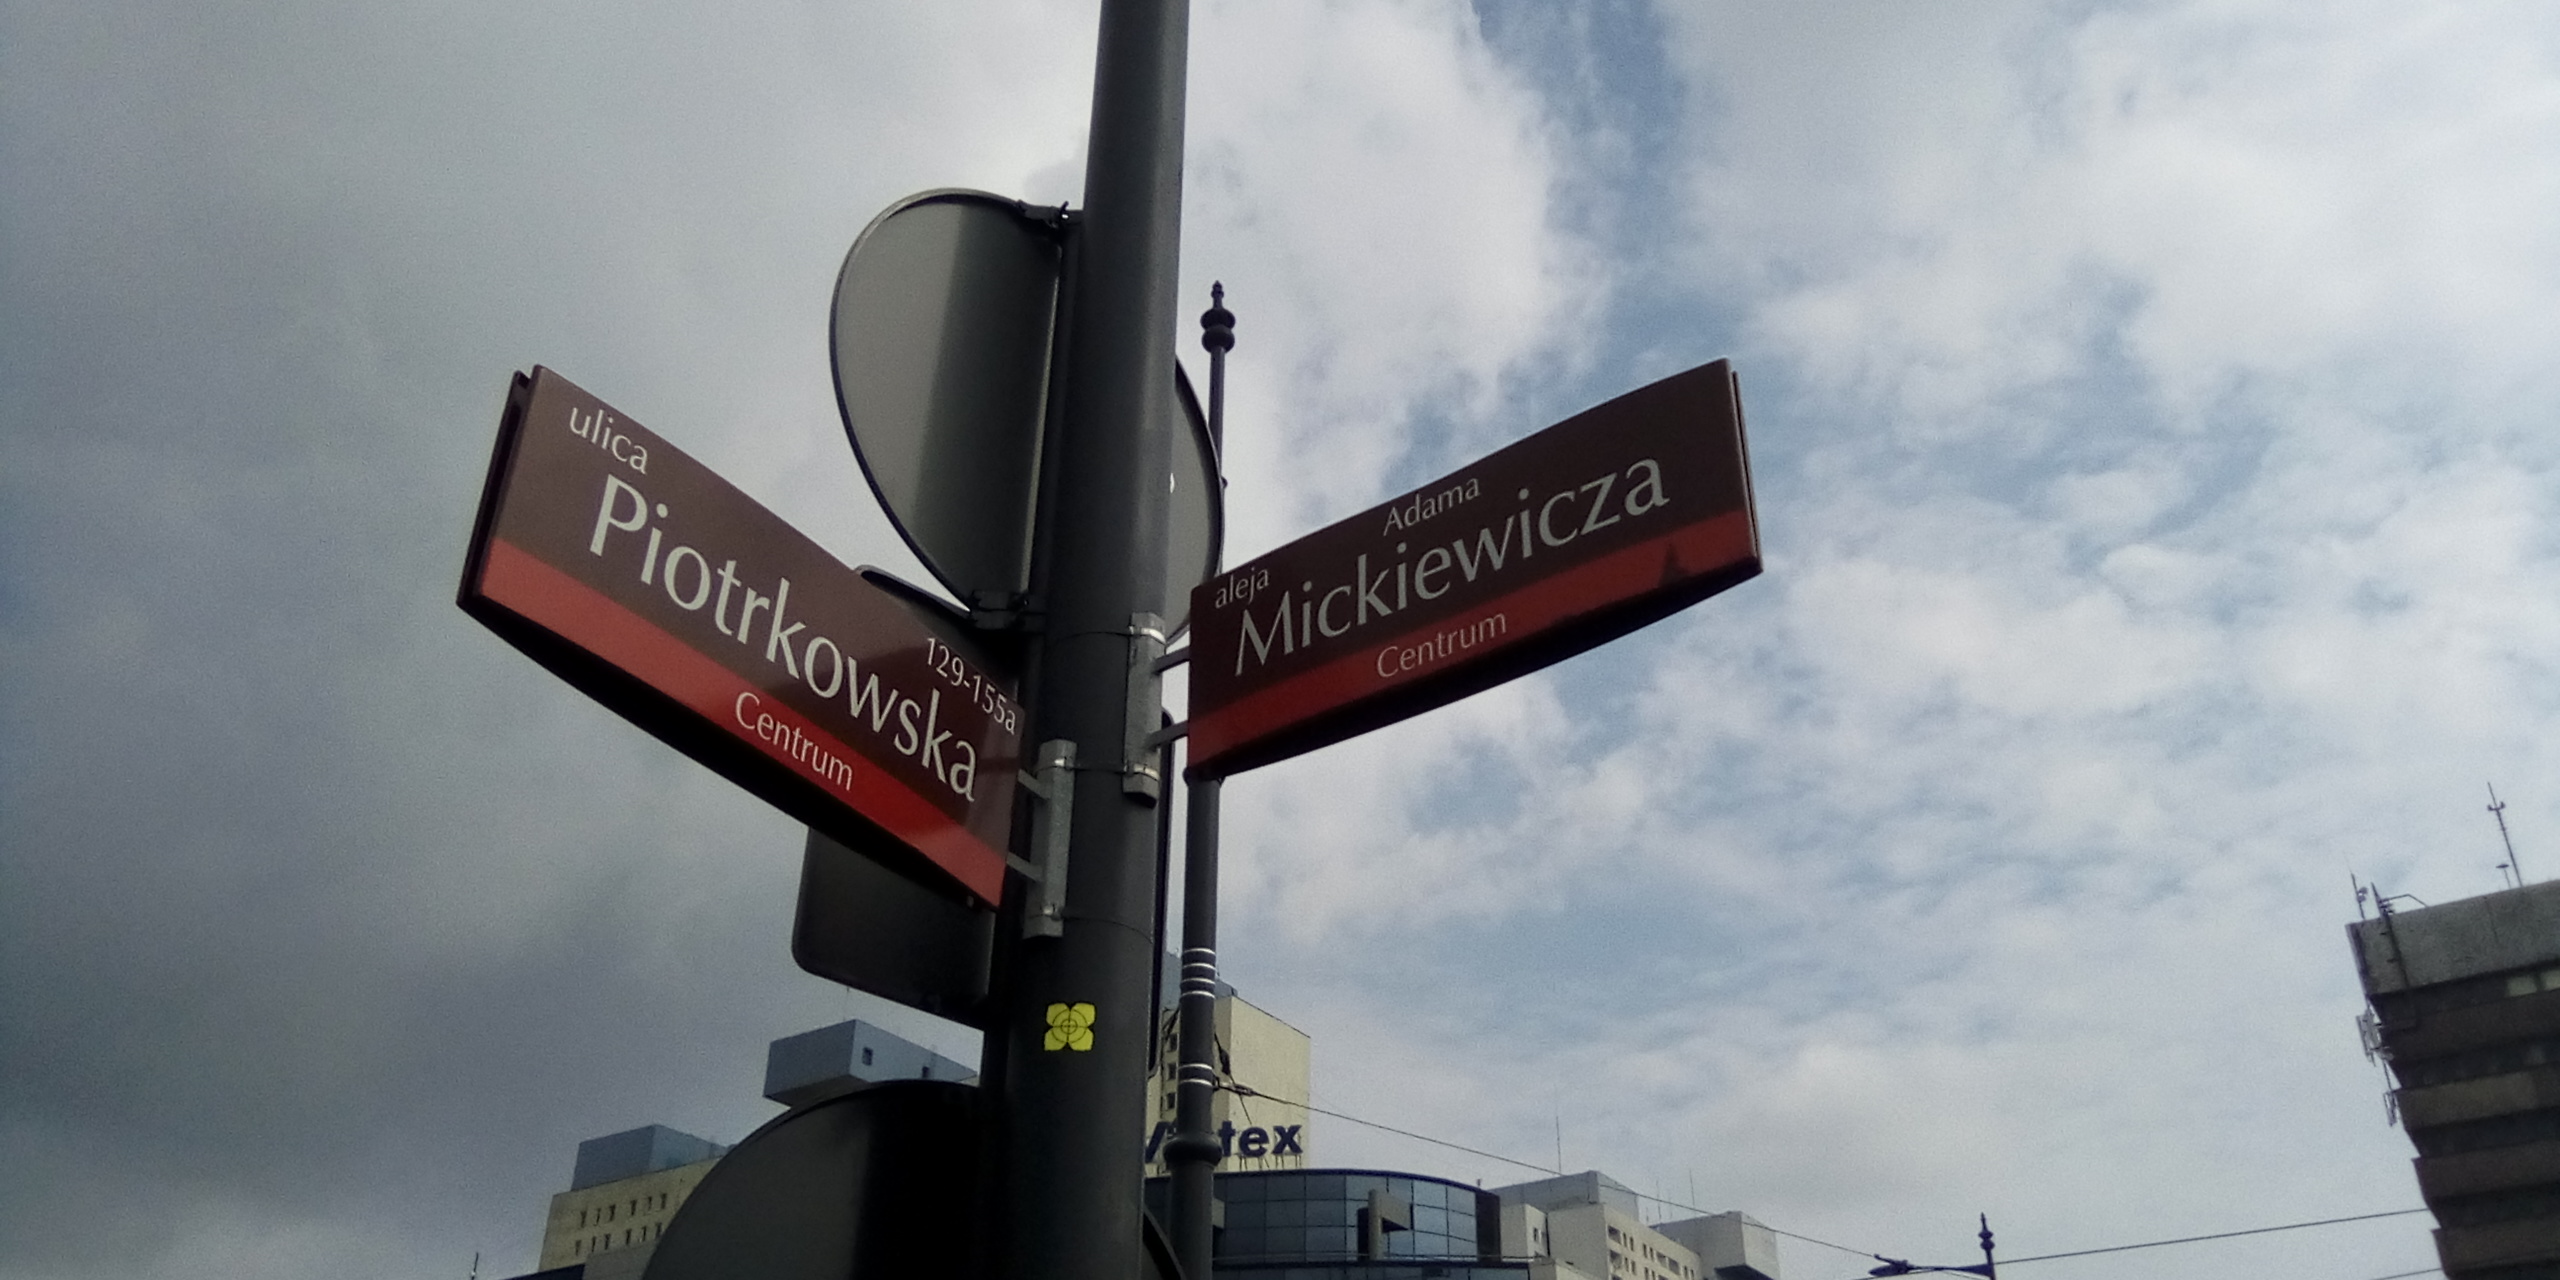 ulica
Piotrkowska
129-155a
Centrum
Adama
aleja
Mickiewicza
Centrum